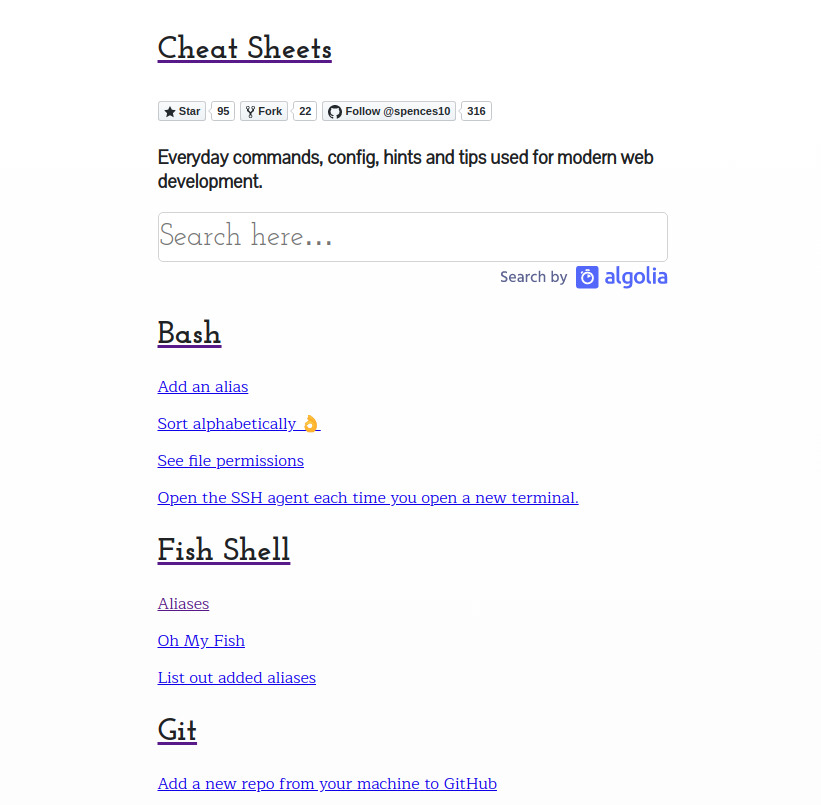 Cheat Sheets
Star 95 Fork 22 Follow @spences10 316
Everyday commands, config, hints and tips used for modern web
development.
Search here...
Search by algolia
Bash
Add an alias
Sort alphabetically 👌
See file permissions
Open the SSH agent each time you open a new terminal.
Fish Shell
Aliases
Oh My Fish
List out added aliases
Git
Add a new repo from your machine to GitHub